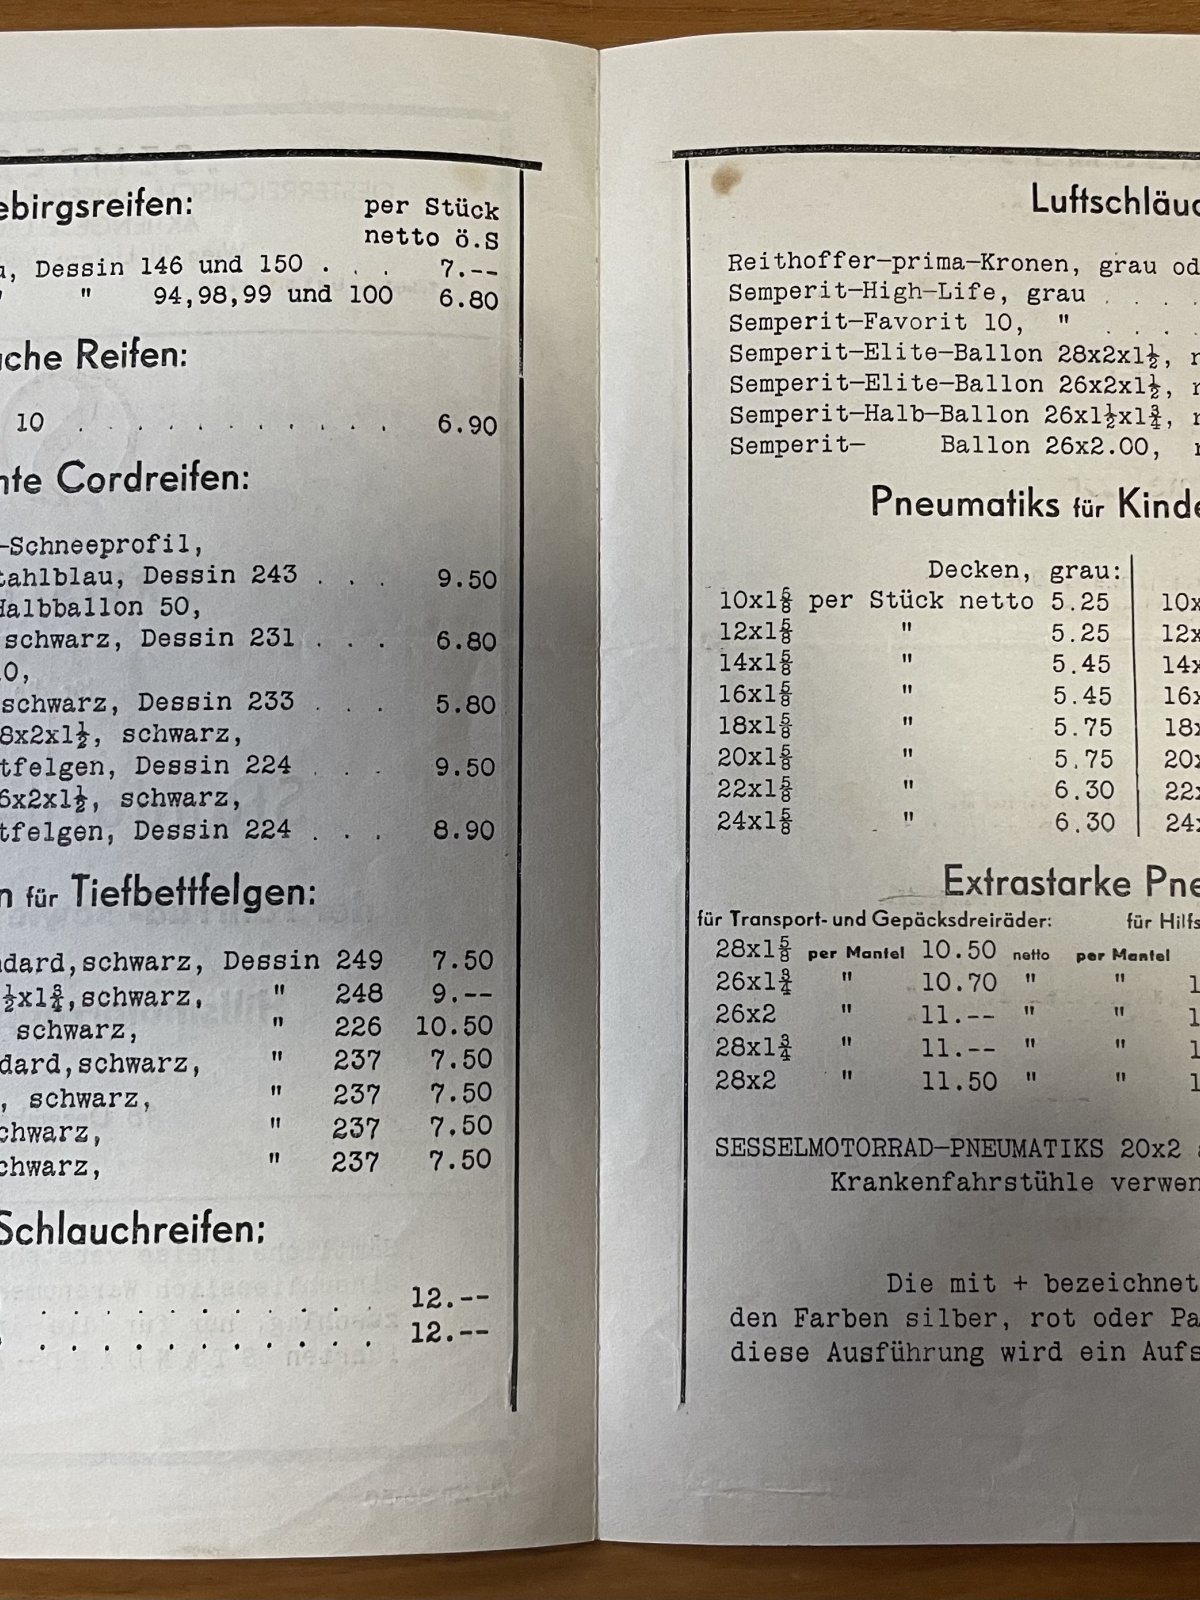 ebirgsreifen:
per Stück
netto ö.S
u, Dessin 146 und 150 . . . 7.--
" " 94,98,99 und 100 6.80
ache Reifen:
10 . . . . . . . . . . . 6.90
nte Cordreifen:
-Schneeprofil,
tahlblau, Dessin 243 . . . 9.50
Halbballon 50,
schwarz, Dessin 231 . . . 6.80
10,
schwarz, Dessin 233 . . . 5.80
8x2x1½, schwarz,
tfelgen, Dessin 224 . . . 9.50
6x2x1½, schwarz,
tfelgen, Dessin 224 . . . 8.90
n für Tiefbettfelgen:
ndard,schwarz, Dessin 249 7.50
½x1¾,schwarz, " 248 9.--
schwarz, " 226 10.50
dard,schwarz, " 237 7.50
, schwarz, " 237 7.50
chwarz, " 237 7.50
chwarz, " 237 7.50
Schlauchreifen:
. . . . . . . . . . . 12.--
. . . . . . . . . . . 12.--
Luftschläuc
Reithoffer-prima-Kronen, grau od
Semperit-High-Life, grau . . . .
Semperit-Favorit 10, " . . . .
Semperit-Elite-Ballon 28x2x1½, r
Semperit-Elite-Ballon 26x2x1½, r
Semperit-Halb-Ballon 26x1½x1¾, r
Semperit- Ballon 26x2.00, r
Pneumatiks für Kinde
Decken, grau:
10x1⅝ per Stück netto 5.25 10x
12x1⅝ " 5.25 12x
14x1⅝ " 5.45 14x
16x1⅝ " 5.45 16x
18x1⅝ " 5.75 18x
20x1⅝ " 5.75 20x
22x1⅝ " 6.30 22x
24x1⅝ " 6.30 24x
Extrastarke Pne
für Transport- und Gepäcksdreiräder: für Hilfs
28x1⅝ per Mantel 10.50 netto per Mantel
26x1¾ " 10.70 " " 1
26x2 " 11.-- " " 1
28x1¾ " 11.-- " " 1
28x2 " 11.50 " " 1
SESSELMOTORRAD-PNEUMATIKS 20x2
Krankenfahrstühle verwen
Die mit + bezeichnet
den Farben silber, rot oder Pa
diese Ausführung wird ein Aufs